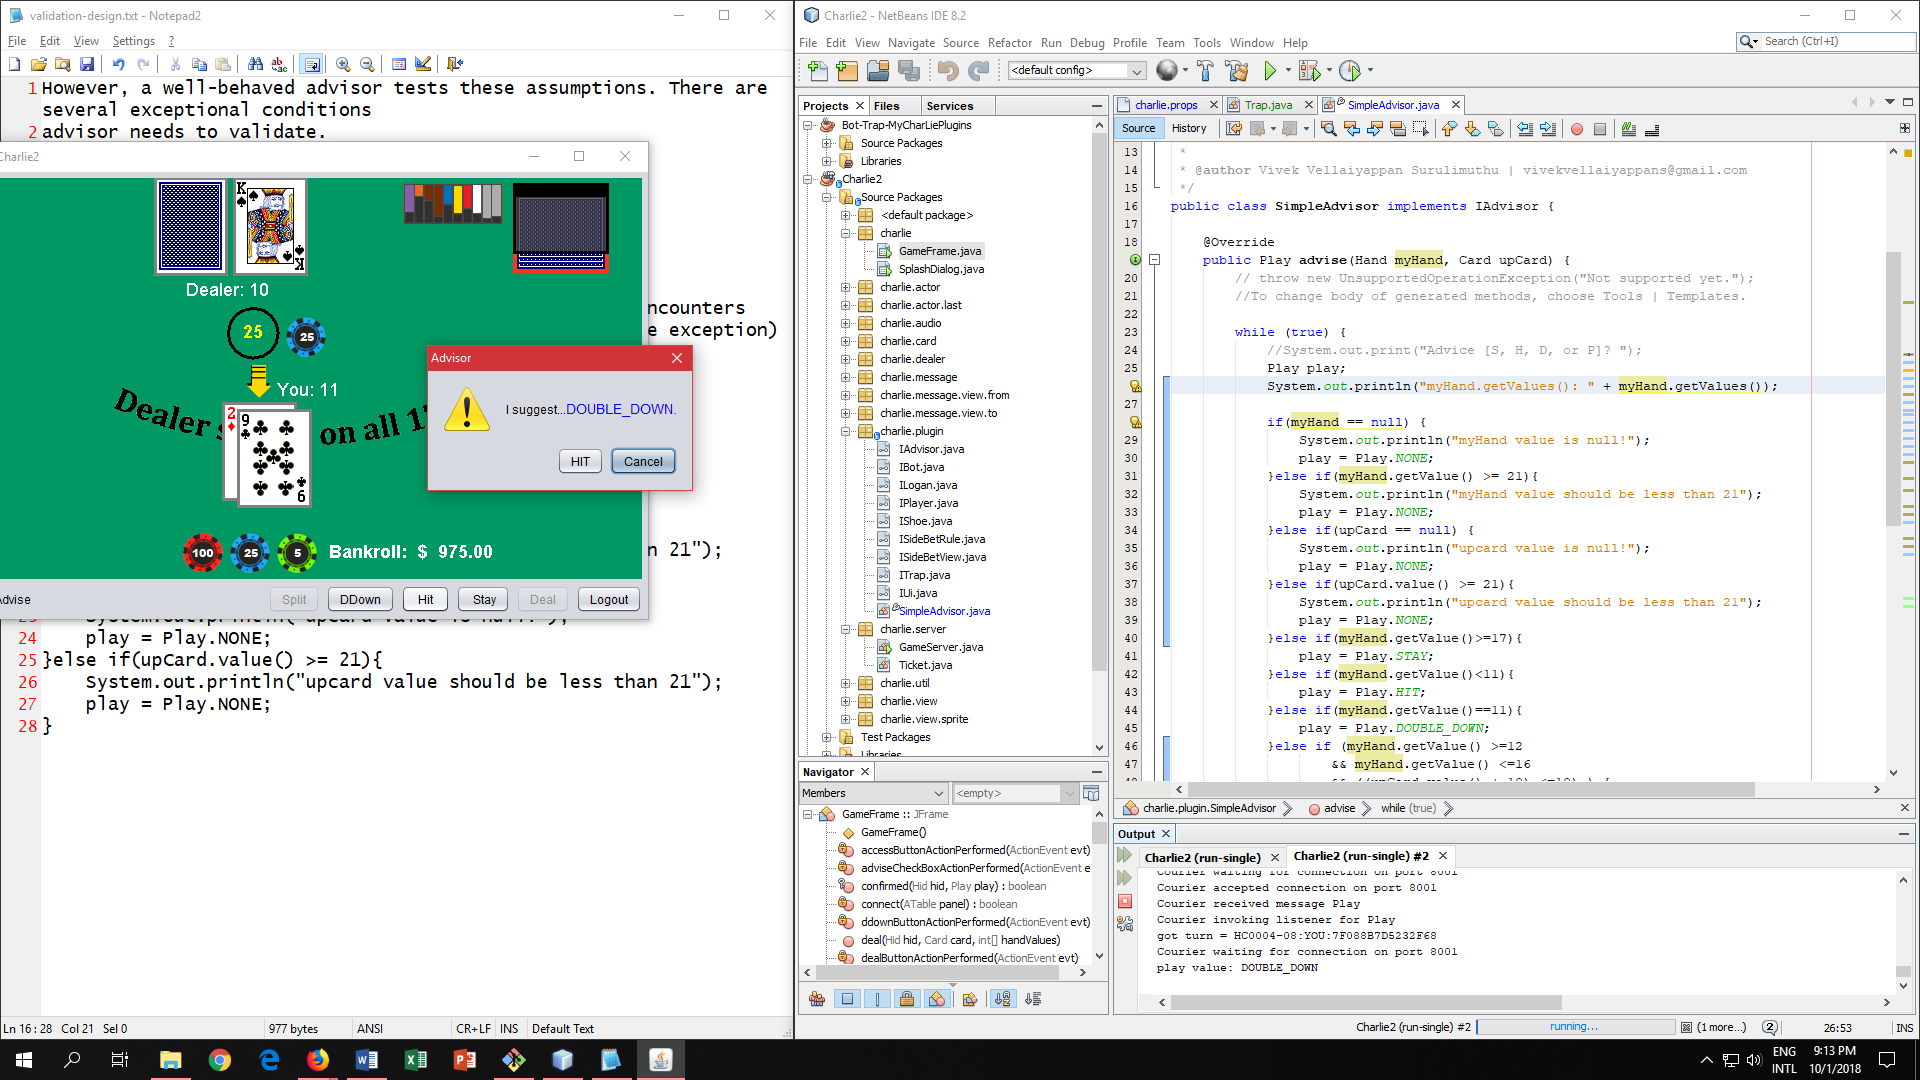 validation-design.txt - Notepad2
File Edit View Settings ?
1 However, a well-behaved advisor tests these assumptions. There are
several exceptional conditions
2 advisor needs to validate.
Charlie2
K
K
Dealer: 10
25
25
You: 11
Dealer
on all 1
2
9
9
100
25
5
Bankroll: $ 975.00
Advise
Split
DDown
Hit
Stay
Deal
Logout
ncounters
e exception)
n 21");
Advisor
I suggest...DOUBLE_DOWN.
HIT
Cancel
24 play = Play.NONE;
25 }else if(upCard.value() >= 21){
26 System.out.println("upcard value should be less than 21");
27 play = Play.NONE;
28 }
Ln 16 : 28 Col 21 Sel 0
977 bytes
ANSI
CR+LF INS
Default Text
Charlie2 - NetBeans IDE 8.2
File Edit View Navigate Source Refactor Run Debug Profile Team Tools Window Help
Search (Ctrl+I)
<default config>
Projects
Files
Services
Bot-Trap-MyCharLiePlugins
Source Packages
Libraries
Charlie2
Source Packages
<default package>
charlie
GameFrame.java
SplashDialog.java
charlie.actor
charlie.actor.last
charlie.audio
charlie.card
charlie.dealer
charlie.message
charlie.message.view.from
charlie.message.view.to
charlie.plugin
IAdvisor.java
IBot.java
ILogan.java
IPlayer.java
IShoe.java
ISideBetRule.java
ISideBetView.java
ITrap.java
IUi.java
SimpleAdvisor.java
charlie.server
GameServer.java
Ticket.java
charlie.util
charlie.view
charlie.view.sprite
Test Packages
Libraries
Navigator
Members
<empty>
GameFrame :: JFrame
GameFrame()
accessButtonActionPerformed(ActionEvent evt)
adviseCheckBoxActionPerformed(ActionEvent e
confirmed(Hid hid, Play play) : boolean
connect(ATable panel) : boolean
ddownButtonActionPerformed(ActionEvent evt)
deal(Hid hid, Card card, int[] handValues)
dealButtonActionPerformed(ActionEvent evt)
charlie.props
Trap.java
SimpleAdvisor.java
Source
History
13 *
14 * @author Vivek Vellaiyappan Surulimuthu | vivekvellaiyappans@gmail.com
15 */
16 public class SimpleAdvisor implements IAdvisor {
17
18 @Override
public Play advise(Hand myHand, Card upCard) {
20 // throw new UnsupportedOperationException("Not supported yet.");
21 //To change body of generated methods, choose Tools | Templates.
22
23 while (true) {
24 //System.out.print("Advice [S, H, D, or P]? ");
25 Play play;
System.out.println("myHand.getValues(): " + myHand.getValues());
27
if(myHand == null) {
29 System.out.println("myHand value is null!");
30 play = Play.NONE;
31 }else if(myHand.getValue() >= 21){
32 System.out.println("myHand value should be less than 21");
33 play = Play.NONE;
34 }else if(upCard == null) {
35 System.out.println("upcard value is null!");
36 play = Play.NONE;
37 }else if(upCard.value() >= 21){
38 System.out.println("upcard value should be less than 21");
39 play = Play.NONE;
40 }else if(myHand.getValue()>=17){
41 play = Play.STAY;
42 }else if(myHand.getValue()<11){
43 play = Play.HIT;
44 }else if(myHand.getValue()==11){
45 play = Play.DOUBLE_DOWN;
46 }else if (myHand.getValue() >=12
47 && myHand.getValue() <=16
charlie.plugin.SimpleAdvisor
advise
while (true)
Output
Charlie2 (run-single)
Charlie2 (run-single) #2
Courier waiting for connection on port 8001
Courier accepted connection on port 8001
Courier received message Play
Courier invoking listener for Play
got turn = HC0004-08:YOU:7F088B7D5232F68
Courier waiting for connection on port 8001
play value: DOUBLE_DOWN
Charlie2 (run-single) #2
running...
(1 more...)
2
26:53
INS
ENG
INTL
9:13 PM
10/1/2018